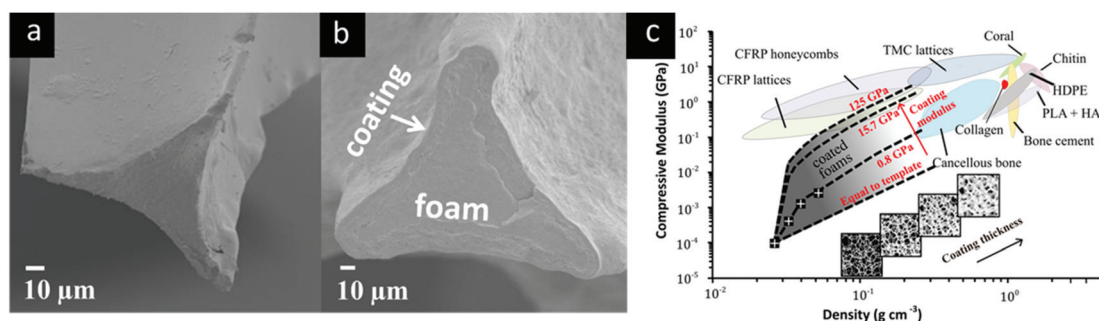 a
10 µm
b
coating
foam
10 µm
c
Compressive Modulus (GPa)
10²
10¹
10⁰
10⁻¹
10⁻²
10⁻³
10⁻⁴
10⁻⁵
CFRP honeycombs
CFRP lattices
TMC lattices
Coral
Chitin
HDPE
PLA + HA
Bone cement
Collagen
Cancellous bone
125 GPa
15.7 GPa
Coating modulus
0.8 GPa
Equal to template
coated foams
Coating thickness
10⁻²
10⁻¹
10⁰
Density (g cm⁻³)